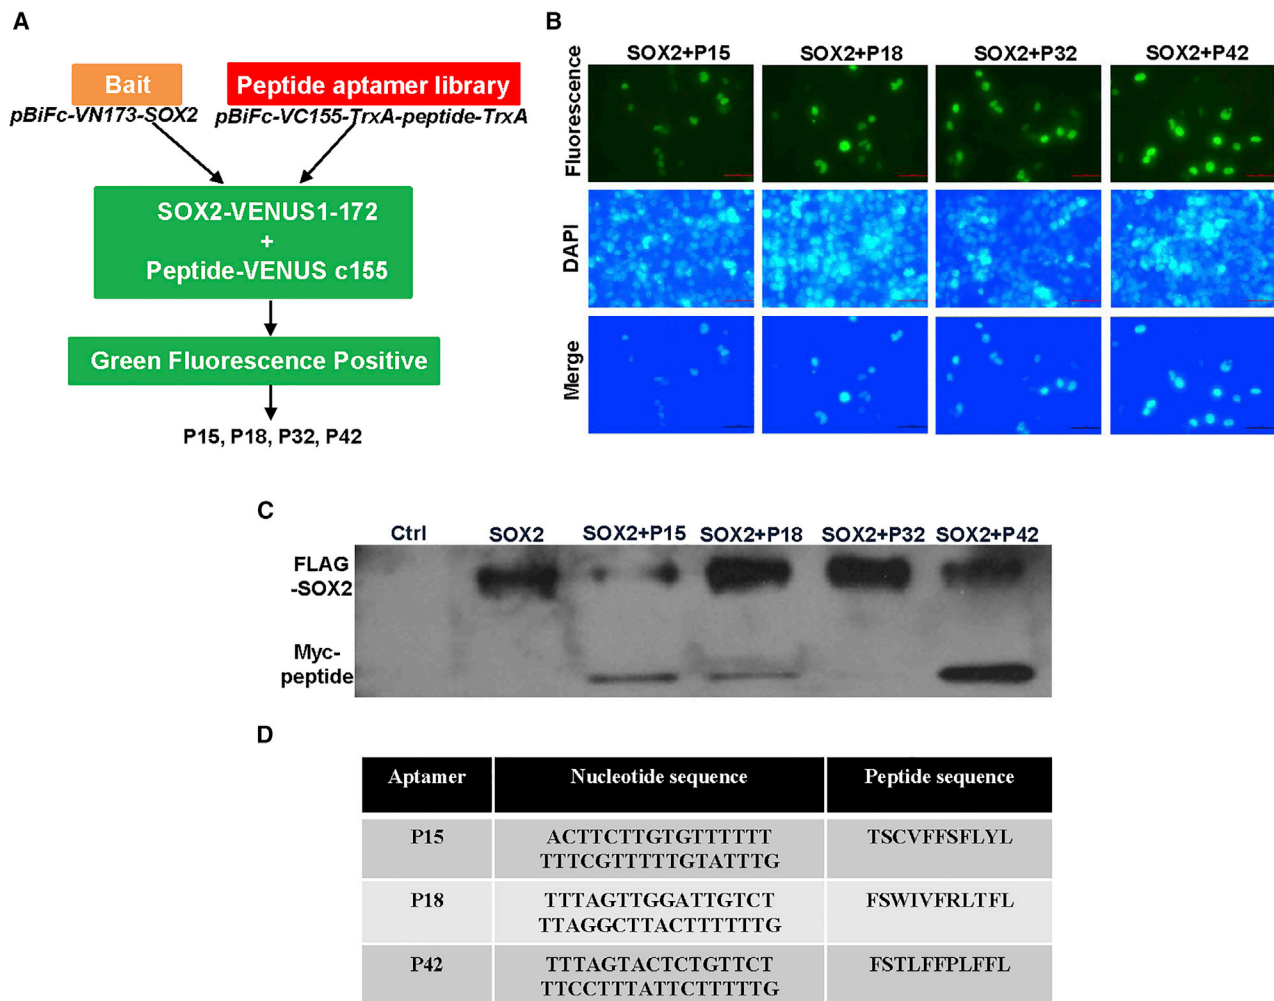 A
Bait
pBiFc-VN173-SOX2
Peptide aptamer library
pBiFc-VC155-TrxA-peptide-TrxA
SOX2-VENUS1-172
+
Peptide-VENUS c155
Green Fluorescence Positive
P15, P18, P32, P42
B
SOX2+P15 SOX2+P18 SOX2+P32 SOX2+P42
Fluorescence
DAPI
Merge
C
Ctrl SOX2 SOX2+P15 SOX2+P18 SOX2+P32 SOX2+P42
FLAG
-SOX2
Myc-
peptide
D
Aptamer Nucleotide sequence Peptide sequence
P15 ACTTCTTGTGTTTTTT TSCVFFSFLYL
TTTCGTTTTTGTATTTG
P18 TTTAGTTGGATTGTCT FSWIVFRLTFL
TTAGGCTTACTTTTTTG
P42 TTTAGTACTCTGTTCT FSTLFFPLFFL
TTCCTTTATTCTTTTTG